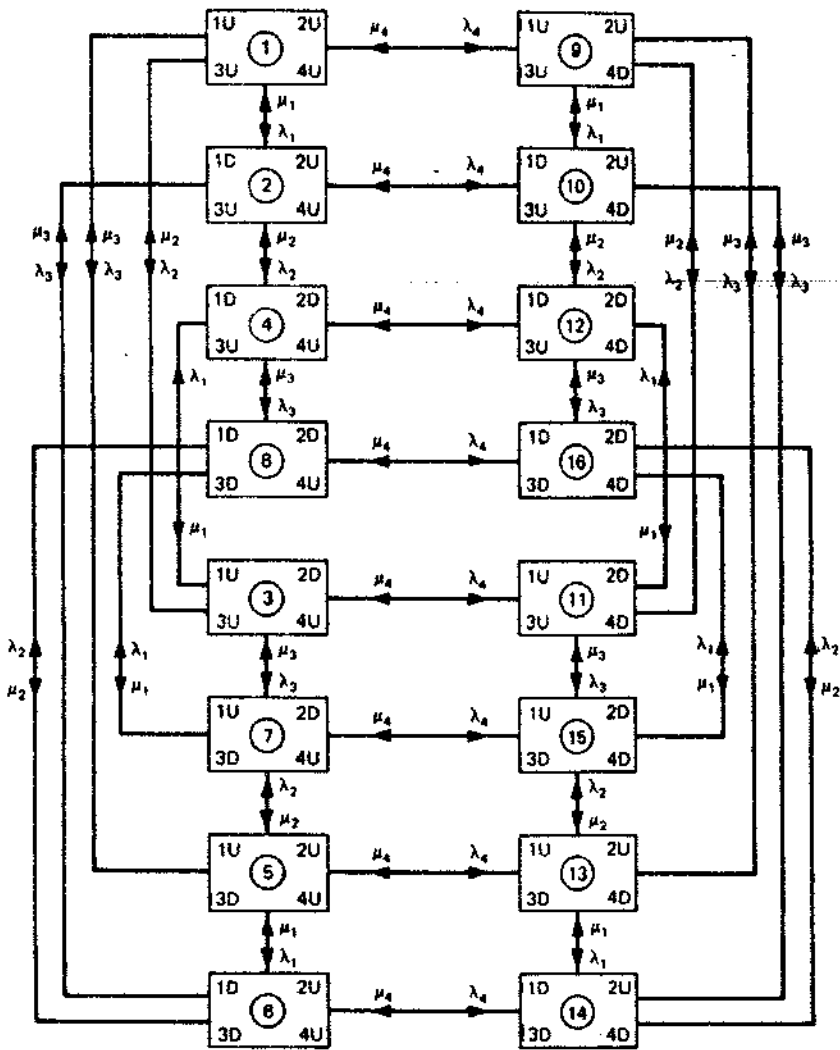 1U 2U 1U 2U
1 μ₄ λ₄ 9
3U 4U 3U 4D
μ₁ μ₁
λ₁ λ₁
1D 2U 1D 2U
2 μ₄ λ₄ 10
3U 4U 3U 4D
μ₃ μ₃ μ₂ μ₂ μ₂ μ₂ μ₃ μ₃
λ₃ λ₃ λ₂ λ₂ λ₂ λ₂ λ₃ λ₃
1D 2D 1D 2D
4 μ₄ λ₄ 12
3U 4U 3U 4D
λ₁ μ₃ μ₃ λ₁
λ₃ λ₃
1D 2D 1D 2D
8 μ₄ λ₄ 16
3D 4U 3D 4D
μ₁ μ₁
1U 2D 1U 2D
3 μ₄ λ₄ 11
3U 4U 3U 4D
λ₂ λ₁ μ₃ μ₃ λ₁ λ₂
μ₂ μ₁ λ₃ λ₃ μ₁ μ₂
1U 2D 1U 2D
7 μ₄ λ₄ 15
3D 4U 3D 4D
λ₂ λ₂
μ₂ μ₂
1U 2U 1U 2U
5 μ₄ λ₄ 13
3D 4U 3D 4D
μ₁ μ₁
λ₁ λ₁
1D 2U 1D 2U
6 μ₄ λ₄ 14
3D 4U 3D 4D